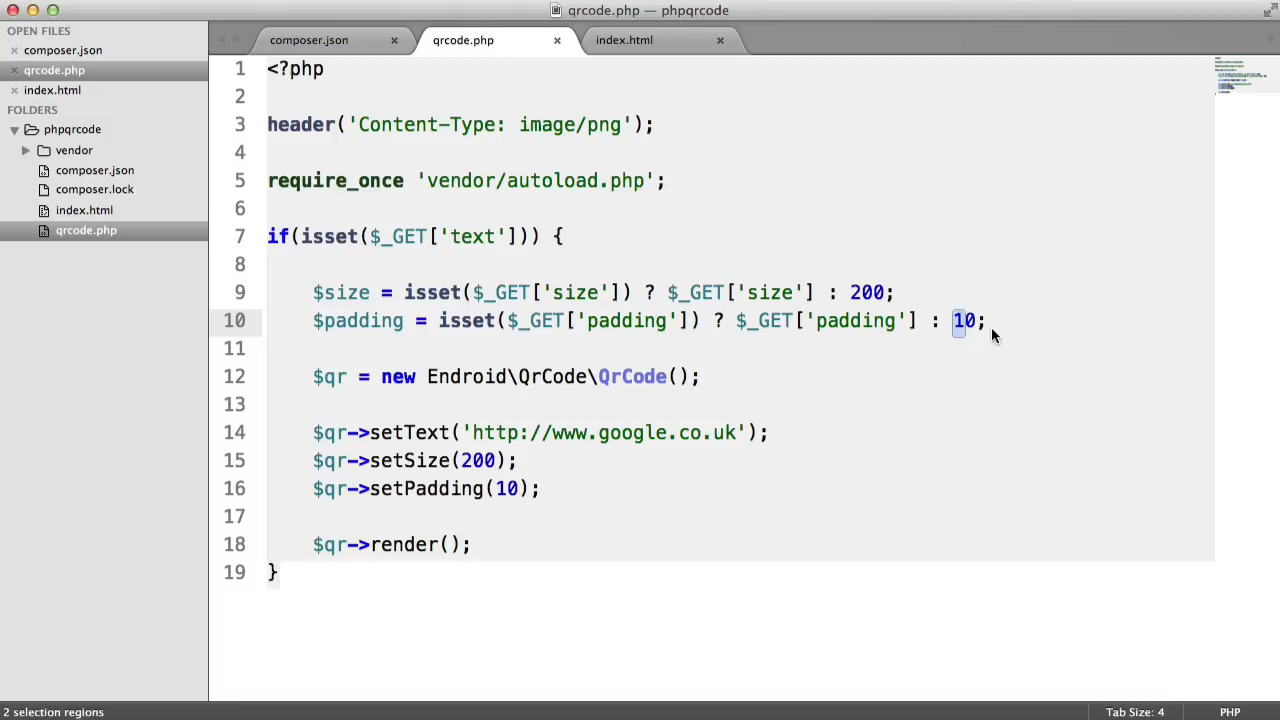 qrcode.php — phpqrcode
OPEN FILES
composer.json
qrcode.php
index.html
FOLDERS
phpqrcode
vendor
composer.json
composer.lock
index.html
qrcode.php
composer.json
qrcode.php
index.html
1 <?php
2
3 header('Content-Type: image/png');
4
5 require_once 'vendor/autoload.php';
6
7 if(isset($_GET['text'])) {
8
9 $size = isset($_GET['size']) ? $_GET['size'] : 200;
10 $padding = isset($_GET['padding']) ? $_GET['padding'] : 10;
11
12 $qr = new Endroid\QrCode\QrCode();
13
14 $qr->setText('http://www.google.co.uk');
15 $qr->setSize(200);
16 $qr->setPadding(10);
17
18 $qr->render();
19 }
2 selection regions
Tab Size: 4
PHP